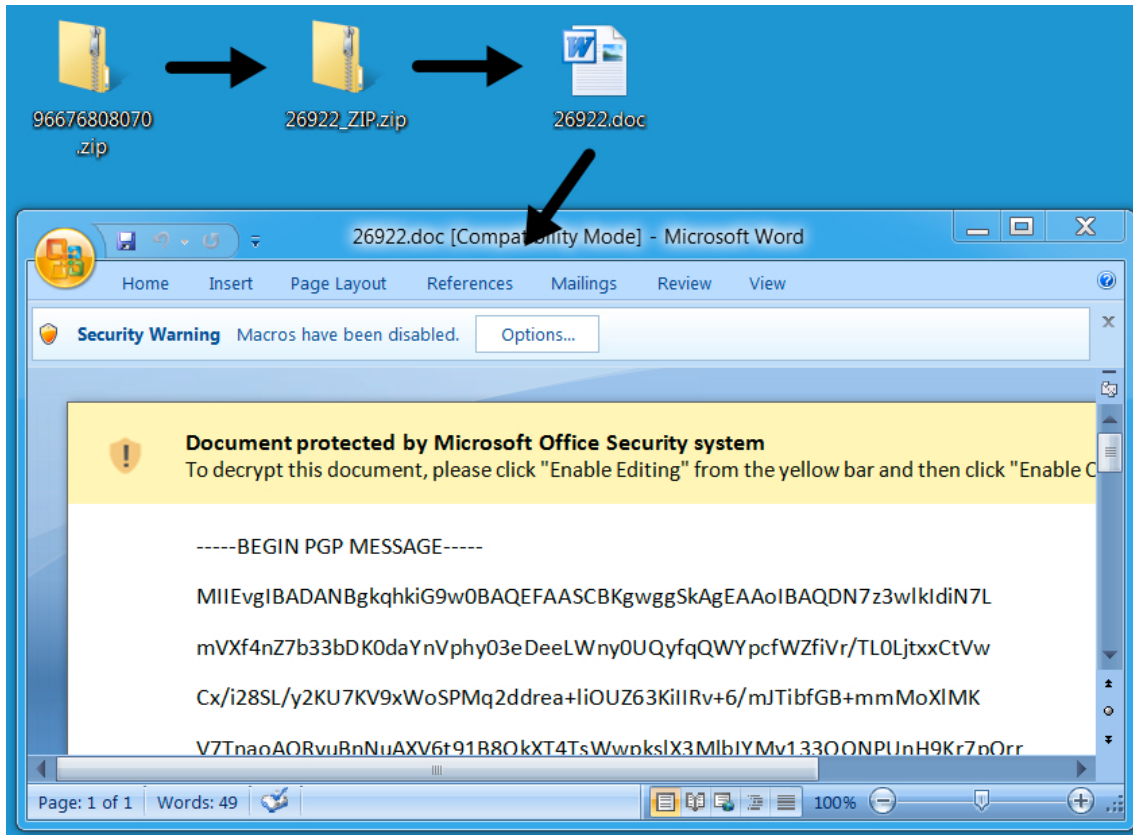 96676808070
.zip
26922_ZIP.zip
26922.doc
26922.doc [Compatibility Mode] - Microsoft Word
Home Insert Page Layout References Mailings Review View
Security Warning Macros have been disabled. Options...
Document protected by Microsoft Office Security system
To decrypt this document, please click "Enable Editing" from the yellow bar and then click "Enable C
-----BEGIN PGP MESSAGE-----
MIIEvgIBADANBgkqhkiG9w0BAQEFAASCBKgwggSkAgEAAoIBAQDN7z3wlkIdiN7L
mVXf4nZ7b33bDK0daYnVphy03eDeeLWny0UQyfqQWYpcfWZfiVr/TL0LjtxxCtVw
Cx/i28SL/y2KU7KV9xWoSPMq2ddrea+liOUZ63KiIIRv+6/mJTibfGB+mmMoXlMK
V7TnaoAORyuBnNuAXV6t91B8OkXT4TsWwpkslX3MlbIYMv133OONPUnH9Kr7pOrr
Page: 1 of 1 Words: 49 100%